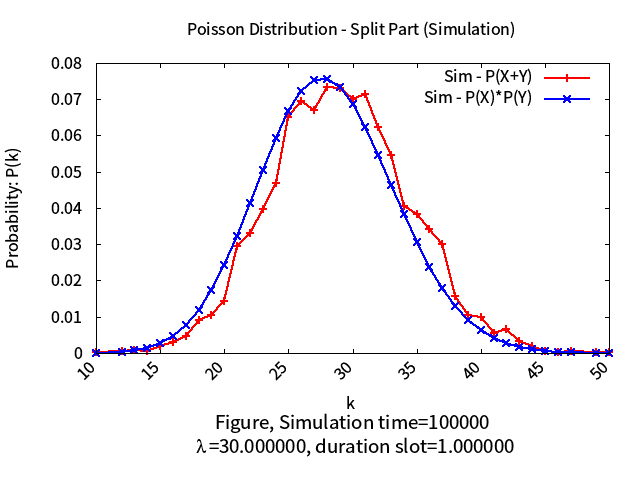 Poisson Distribution - Split Part (Simulation)
Probability: P(k)
0.08
0.07
0.06
0.05
0.04
0.03
0.02
0.01
0
Sim - P(X+Y)
Sim - P(X)*P(Y)
10 15 20 25 30 35 40 45 50
k
Figure, Simulation time=100000
λ=30.000000, duration slot=1.000000